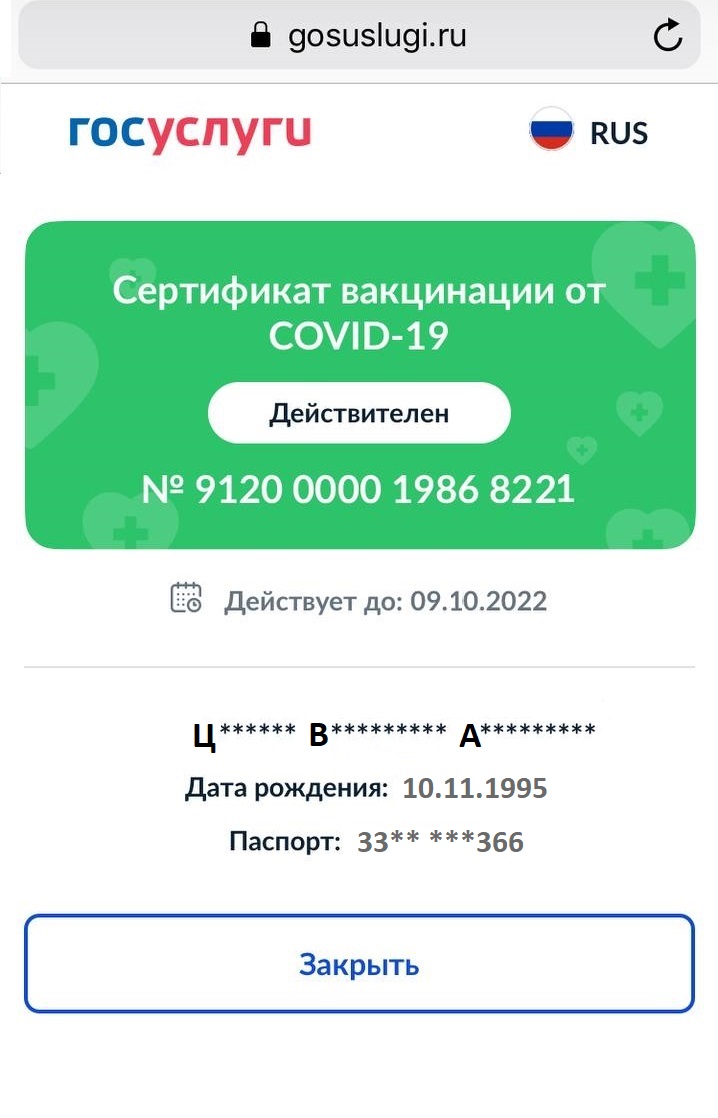 gosuslugi.ru
госуслуги RUS
Сертификат вакцинации от
COVID-19
Действителен
№ 9120 0000 1986 8221
Действует до: 09.10.2022
Ц****** В********* А*********
Дата рождения: 10.11.1995
Паспорт: 33** ***366
Закрыть